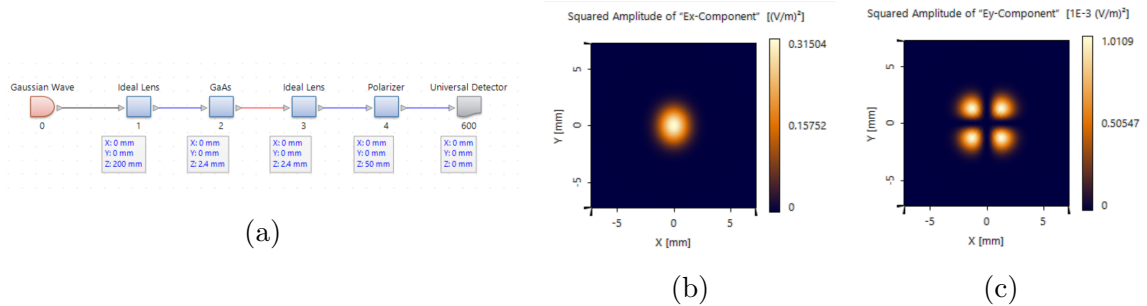 Gaussian Wave
0
Ideal Lens
1
X: 0 mm
Y: 0 mm
Z: 200 mm
GaAs
2
X: 0 mm
Y: 0 mm
Z: 2.4 mm
Ideal Lens
3
X: 0 mm
Y: 0 mm
Z: 2.4 mm
Polarizer
4
X: 0 mm
Y: 0 mm
Z: 50 mm
Universal Detector
600
X: 0 mm
Y: 0 mm
Z: 0 mm
(a)
Squared Amplitude of "Ex-Component" [(V/m)²]
0.31504
0.15752
0
Y [mm]
5
0
-5
-5 0 5
X [mm]
(b)
Squared Amplitude of "Ey-Component" [1E-3 (V/m)²]
1.0109
0.50547
0
Y [mm]
5
0
-5
-5 0 5
X [mm]
(c)